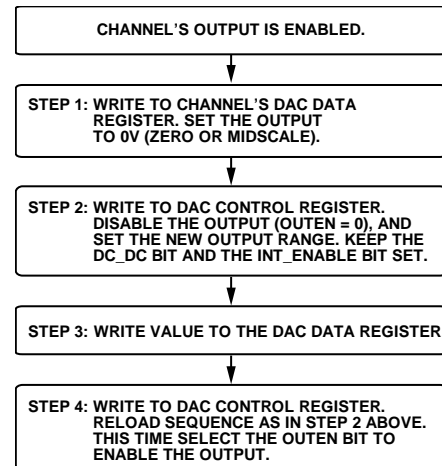 CHANNEL'S OUTPUT IS ENABLED.
STEP 1: WRITE TO CHANNEL'S DAC DATA
REGISTER. SET THE OUTPUT
TO 0V (ZERO OR MIDSCALE).
STEP 2: WRITE TO DAC CONTROL REGISTER.
DISABLE THE OUTPUT (OUTEN = 0), AND
SET THE NEW OUTPUT RANGE. KEEP THE
DC_DC BIT AND THE INT_ENABLE BIT SET.
STEP 3: WRITE VALUE TO THE DAC DATA REGISTER
STEP 4: WRITE TO DAC CONTROL REGISTER.
RELOAD SEQUENCE AS IN STEP 2 ABOVE.
THIS TIME SELECT THE OUTEN BIT TO
ENABLE THE OUTPUT.